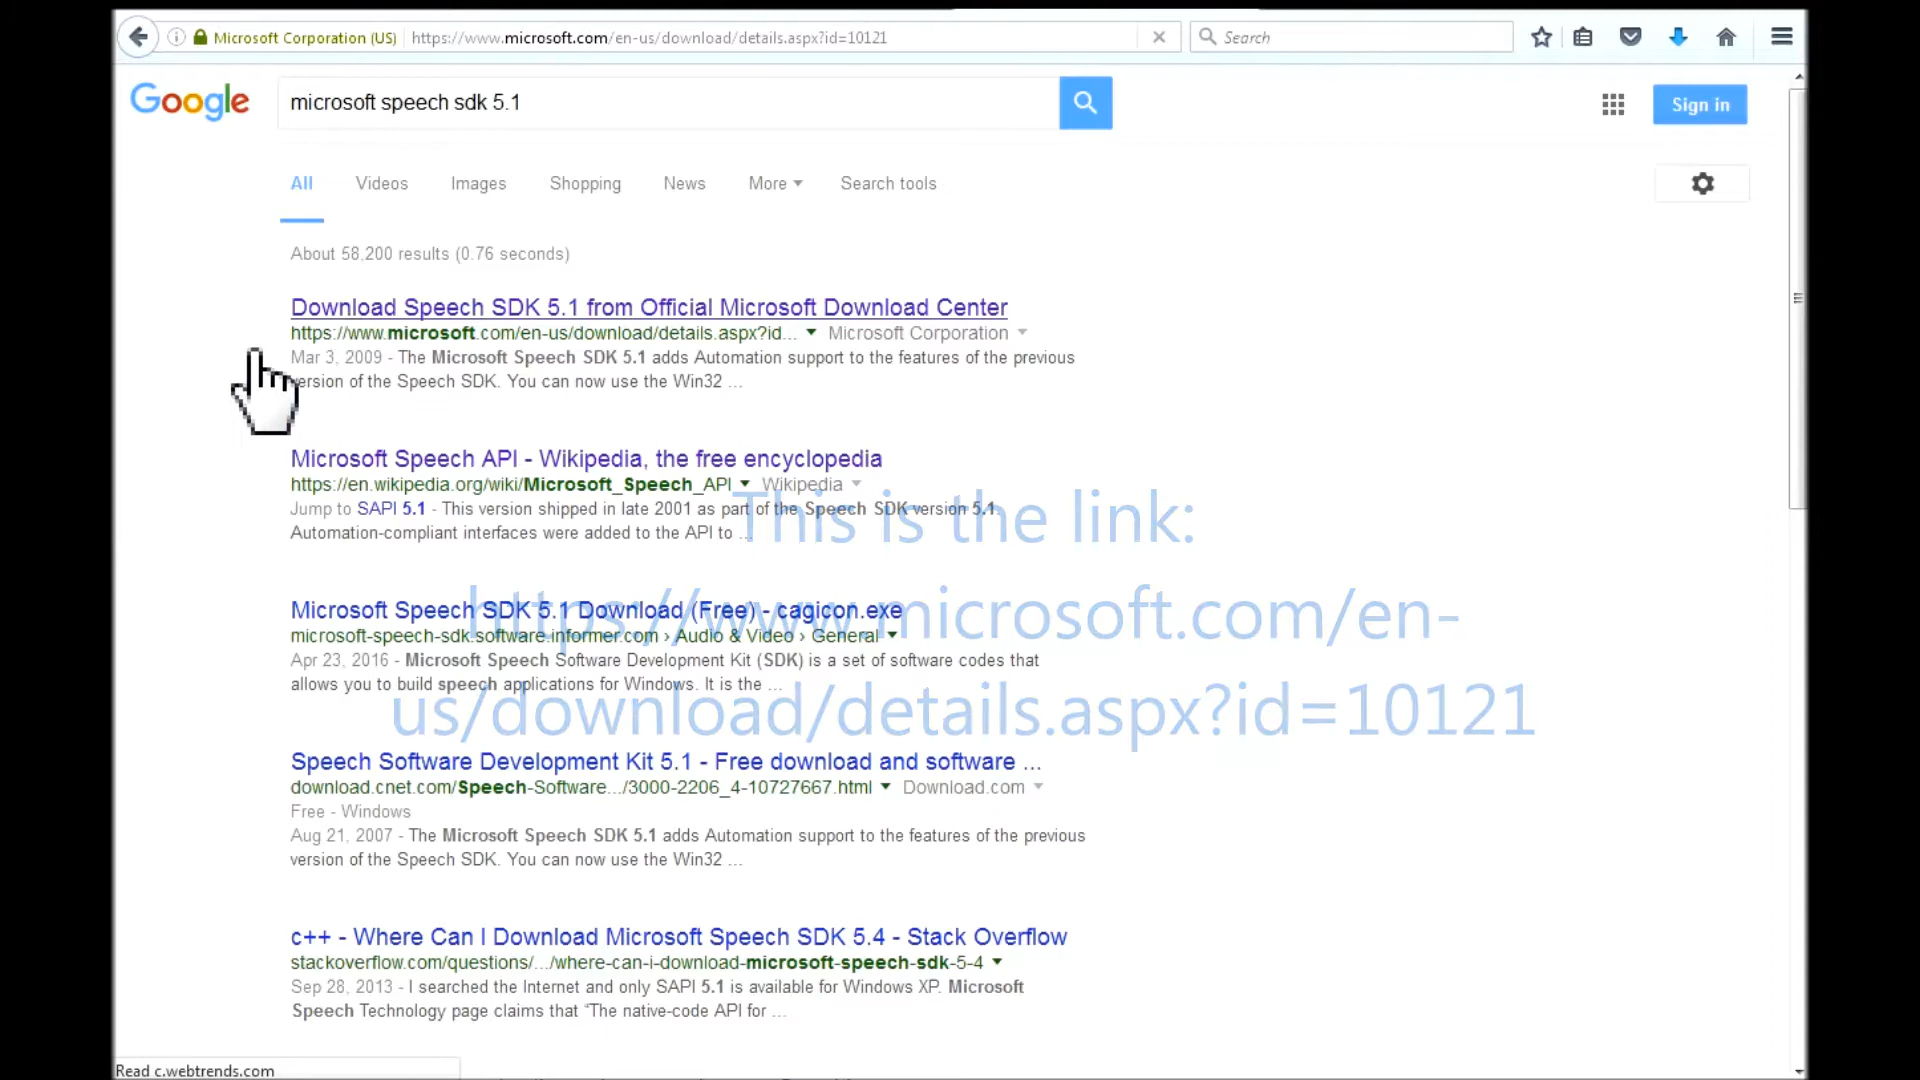 Microsoft Corporation (US) https://www.microsoft.com/en-us/download/details.aspx?id=10121 Search
Google microsoft speech sdk 5.1 Sign in
All Videos Images Shopping News More Search tools
About 58,200 results (0.76 seconds)
Download Speech SDK 5.1 from Official Microsoft Download Center
https://www.microsoft.com/en-us/download/details.aspx?id... Microsoft Corporation
Mar 3, 2009 - The Microsoft Speech SDK 5.1 adds Automation support to the features of the previous
version of the Speech SDK. You can now use the Win32 ...
Microsoft Speech API - Wikipedia, the free encyclopedia
https://en.wikipedia.org/wiki/Microsoft_Speech_API Wikipedia
Jump to SAPI 5.1 - This version shipped in late 2001 as part of the Speech SDK version 5.1.
Automation-compliant interfaces were added to the API to ...
This is the link:
https://www.microsoft.com/en-
us/download/details.aspx?id=10121
Microsoft Speech SDK 5.1 Download (Free) - cagicon.exe
microsoft-speech-sdk.software.informer.com › Audio & Video › General
Apr 23, 2016 - Microsoft Speech Software Development Kit (SDK) is a set of software codes that
allows you to build speech applications for Windows. It is the ...
Speech Software Development Kit 5.1 - Free download and software ...
download.cnet.com/Speech-Software.../3000-2206_4-10727667.html Download.com
Free - Windows
Aug 21, 2007 - The Microsoft Speech SDK 5.1 adds Automation support to the features of the previous
version of the Speech SDK. You can now use the Win32 ...
c++ - Where Can I Download Microsoft Speech SDK 5.4 - Stack Overflow
stackoverflow.com/questions/.../where-can-i-download-microsoft-speech-sdk-5-4
Sep 28, 2013 - I searched the Internet and only SAPI 5.1 is available for Windows XP. Microsoft
Speech Technology page claims that “The native-code API for ...
Read c.webtrends.com